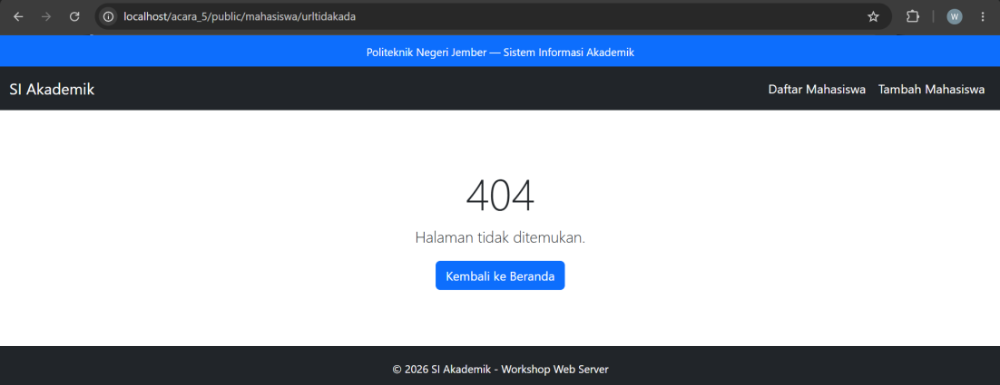 localhost/acara_5/public/mahasiswa/urltidakada
W
Politeknik Negeri Jember — Sistem Informasi Akademik
SI Akademik
Daftar Mahasiswa
Tambah Mahasiswa
404
Halaman tidak ditemukan.
Kembali ke Beranda
© 2026 SI Akademik - Workshop Web Server